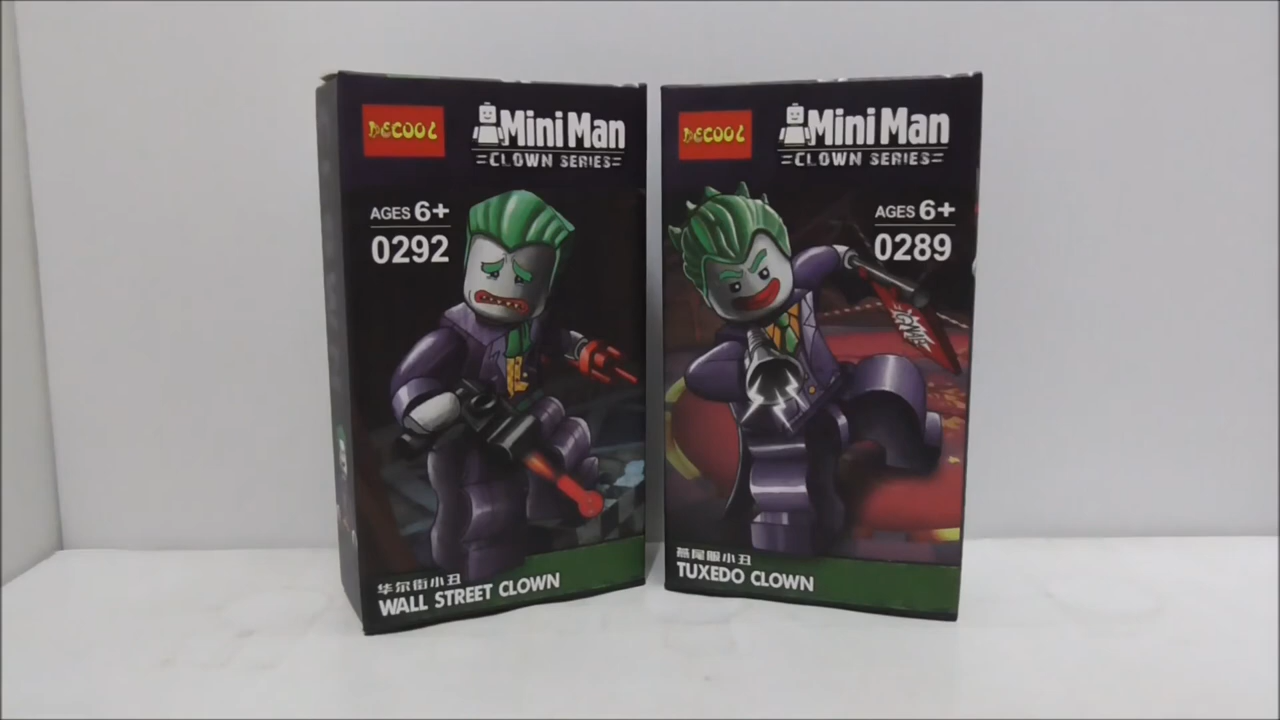 DECOOL
Mini Man
CLOWN SERIES
AGES 6+
0292
华尔街小丑
WALL STREET CLOWN
DECOOL
Mini Man
CLOWN SERIES
AGES 6+
0289
燕尾服小丑
TUXEDO CLOWN